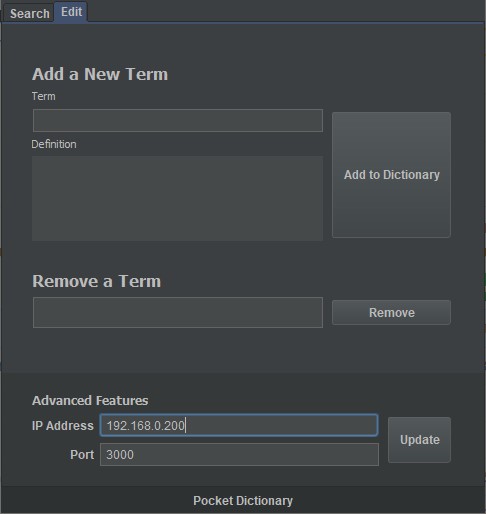 Search Edit
Add a New Term
Term
Definition
Add to Dictionary
Remove a Term
Remove
Advanced Features
IP Address 192.168.0.200
Update
Port 3000
Pocket Dictionary